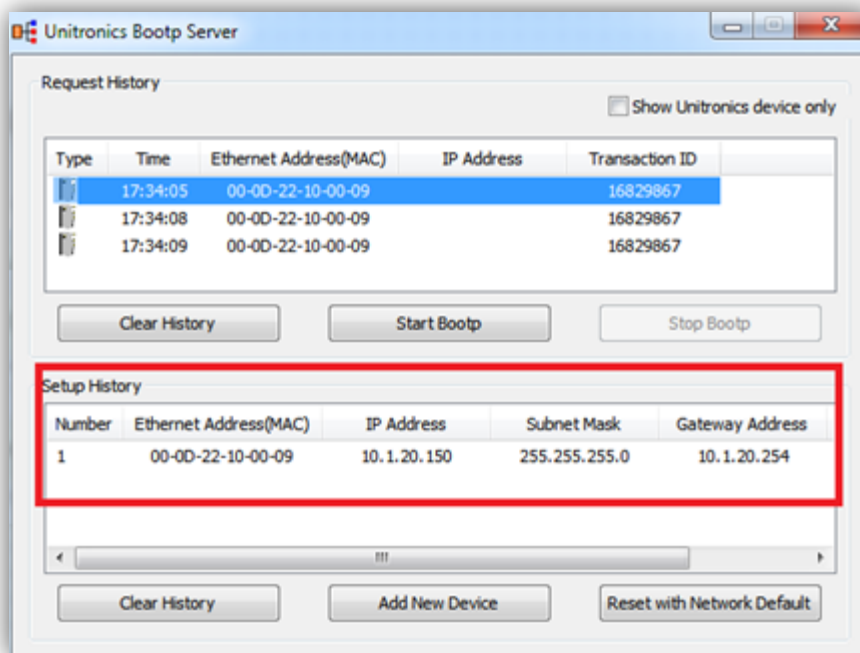 Unitronics Bootp Server
Request History
Show Unitronics device only
Type Time Ethernet Address(MAC) IP Address Transaction ID
17:34:05 00-0D-22-10-00-09 16829867
17:34:08 00-0D-22-10-00-09 16829867
17:34:09 00-0D-22-10-00-09 16829867
Clear History Start Bootp Stop Bootp
Setup History
Number Ethernet Address(MAC) IP Address Subnet Mask Gateway Address
1 00-0D-22-10-00-09 10.1.20.150 255.255.255.0 10.1.20.254
Clear History Add New Device Reset with Network Default